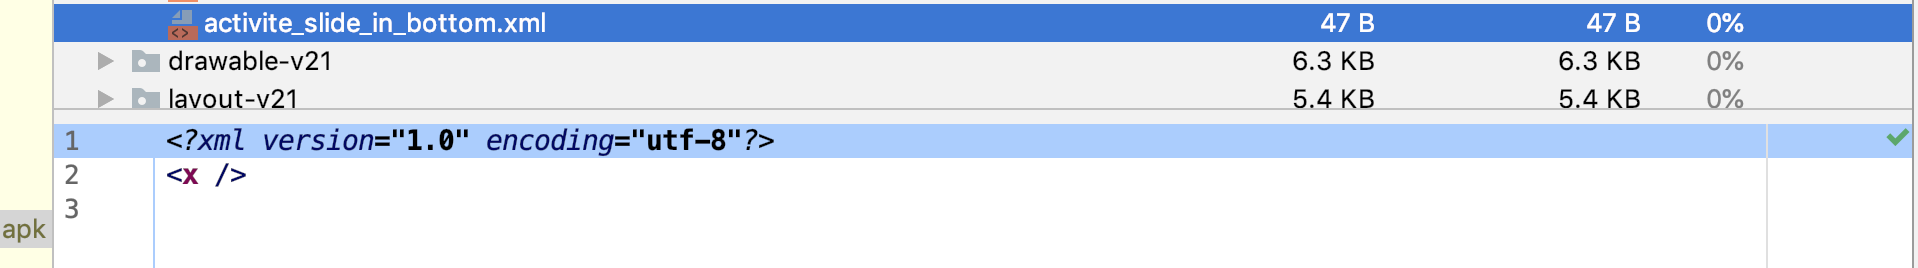 activite_slide_in_bottom.xml 47 B 47 B 0%
drawable-v21 6.3 KB 6.3 KB 0%
layout-v21 5.4 KB 5.4 KB 0%
1 <?xml version="1.0" encoding="utf-8"?>
2 <x />
3
apk